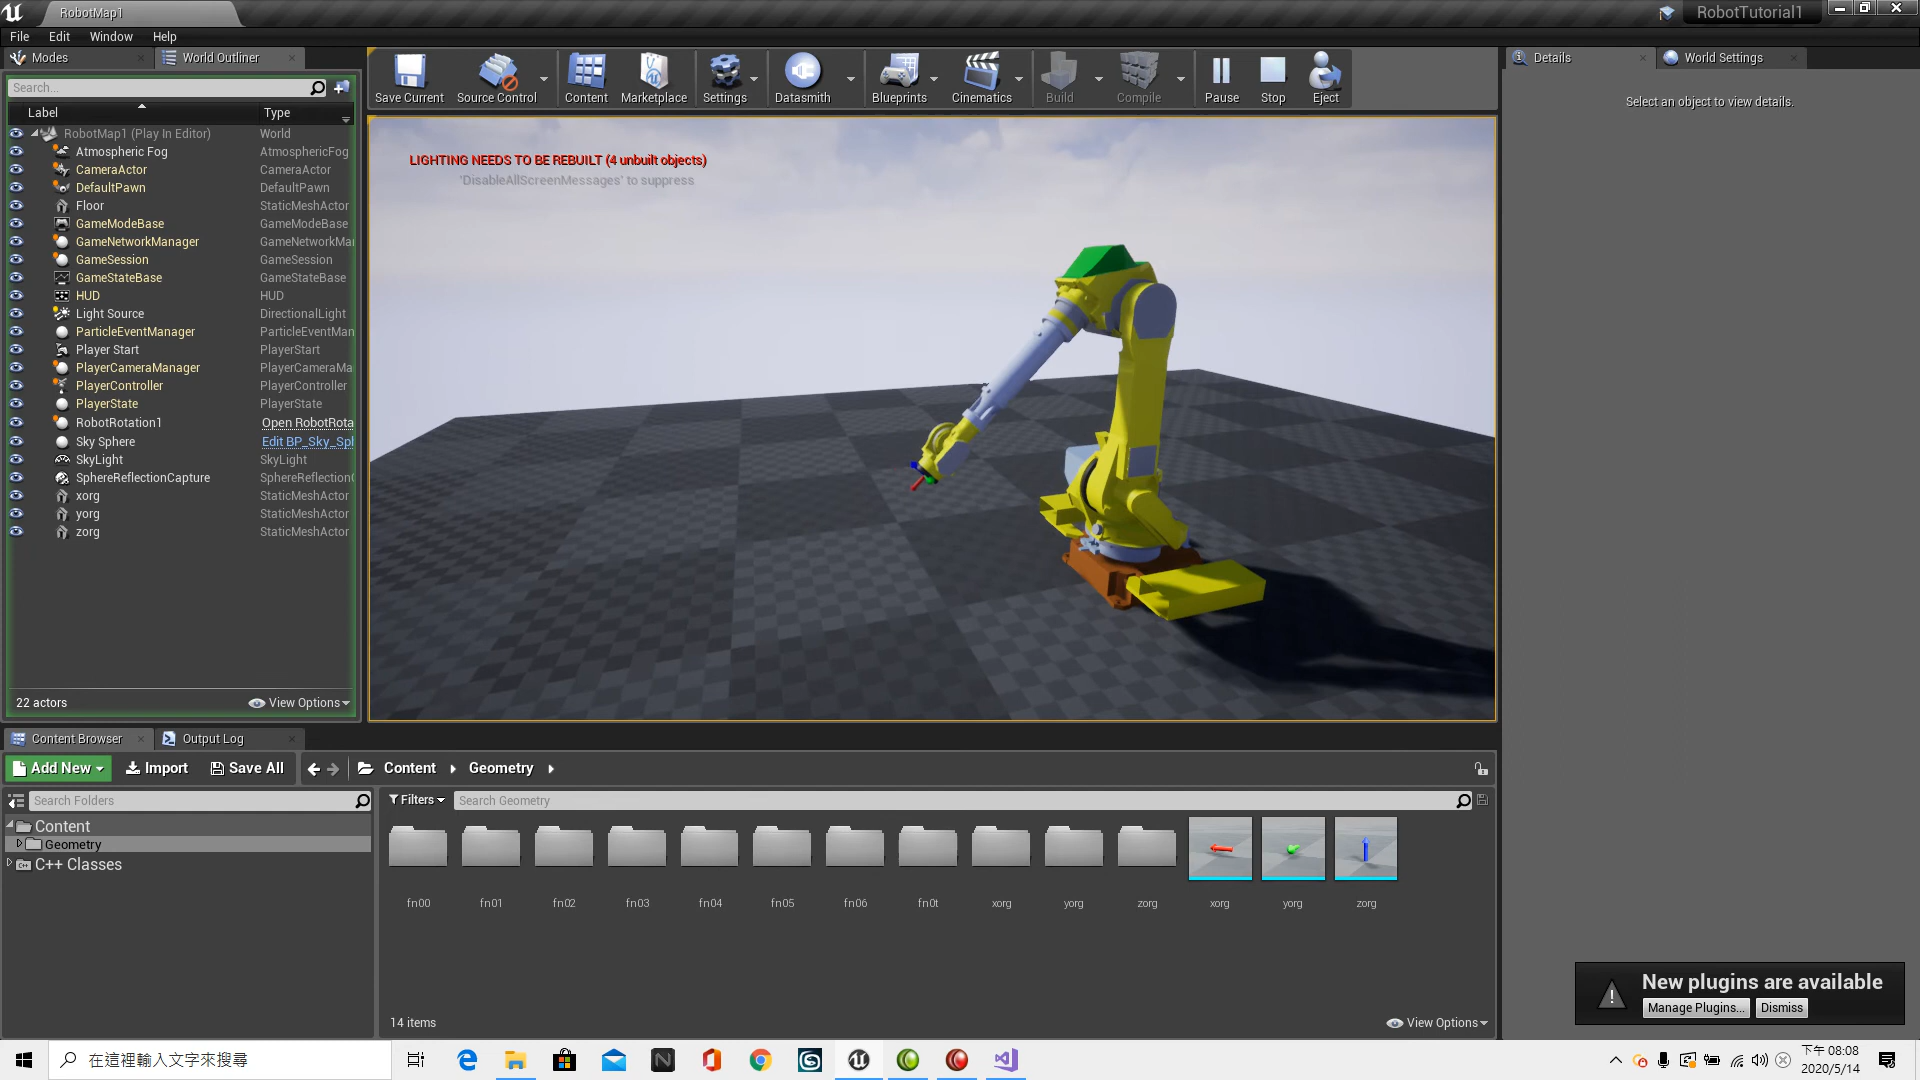 RobotMap1
RobotTutorial1
File Edit Window Help
Modes
World Outliner
Search...
Label Type
RobotMap1 (Play In Editor) World
Atmospheric Fog AtmosphericFog
CameraActor CameraActor
DefaultPawn DefaultPawn
Floor StaticMeshActor
GameModeBase GameModeBase
GameNetworkManager GameNetworkMa
GameSession GameSession
GameStateBase GameStateBase
HUD HUD
Light Source DirectionalLight
ParticleEventManager ParticleEventMan
Player Start PlayerStart
PlayerCameraManager PlayerCameraMa
PlayerController PlayerController
PlayerState PlayerState
RobotRotation1 Open RobotRota
Sky Sphere Edit BP_Sky_Sph
SkyLight SkyLight
SphereReflectionCapture SphereReflection
xorg StaticMeshActor
yorg StaticMeshActor
zorg StaticMeshActor
22 actors
View Options
Save Current Source Control Content Marketplace Settings Datasmith Blueprints Cinematics Build Compile Pause Stop Eject
LIGHTING NEEDS TO BE REBUILT (4 unbuilt objects)
'DisableAllScreenMessages' to suppress
Details
World Settings
Select an object to view details.
Content Browser
Output Log
Add New Import Save All Content Geometry
Search Folders
Content
Geometry
C++ Classes
Filters
Search Geometry
fn00 fn01 fn02 fn03 fn04 fn05 fn06 fn0t xorg yorg zorg xorg yorg zorg
14 items
View Options
New plugins are available
Manage Plugins... Dismiss
在這裡輸入文字來搜尋
下午 08:08
2020/5/14